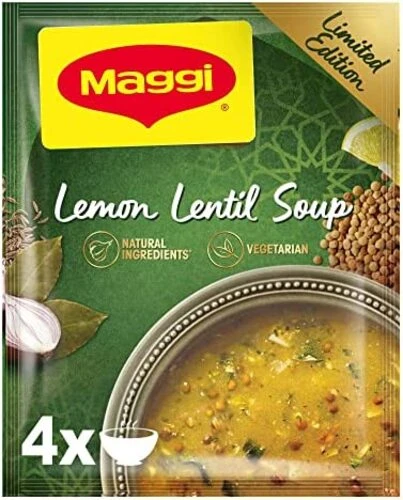 Limited
Edition
Maggi
®
Lemon Lentil Soup
NATURAL
INGREDIENTS*
VEGETARIAN
4x